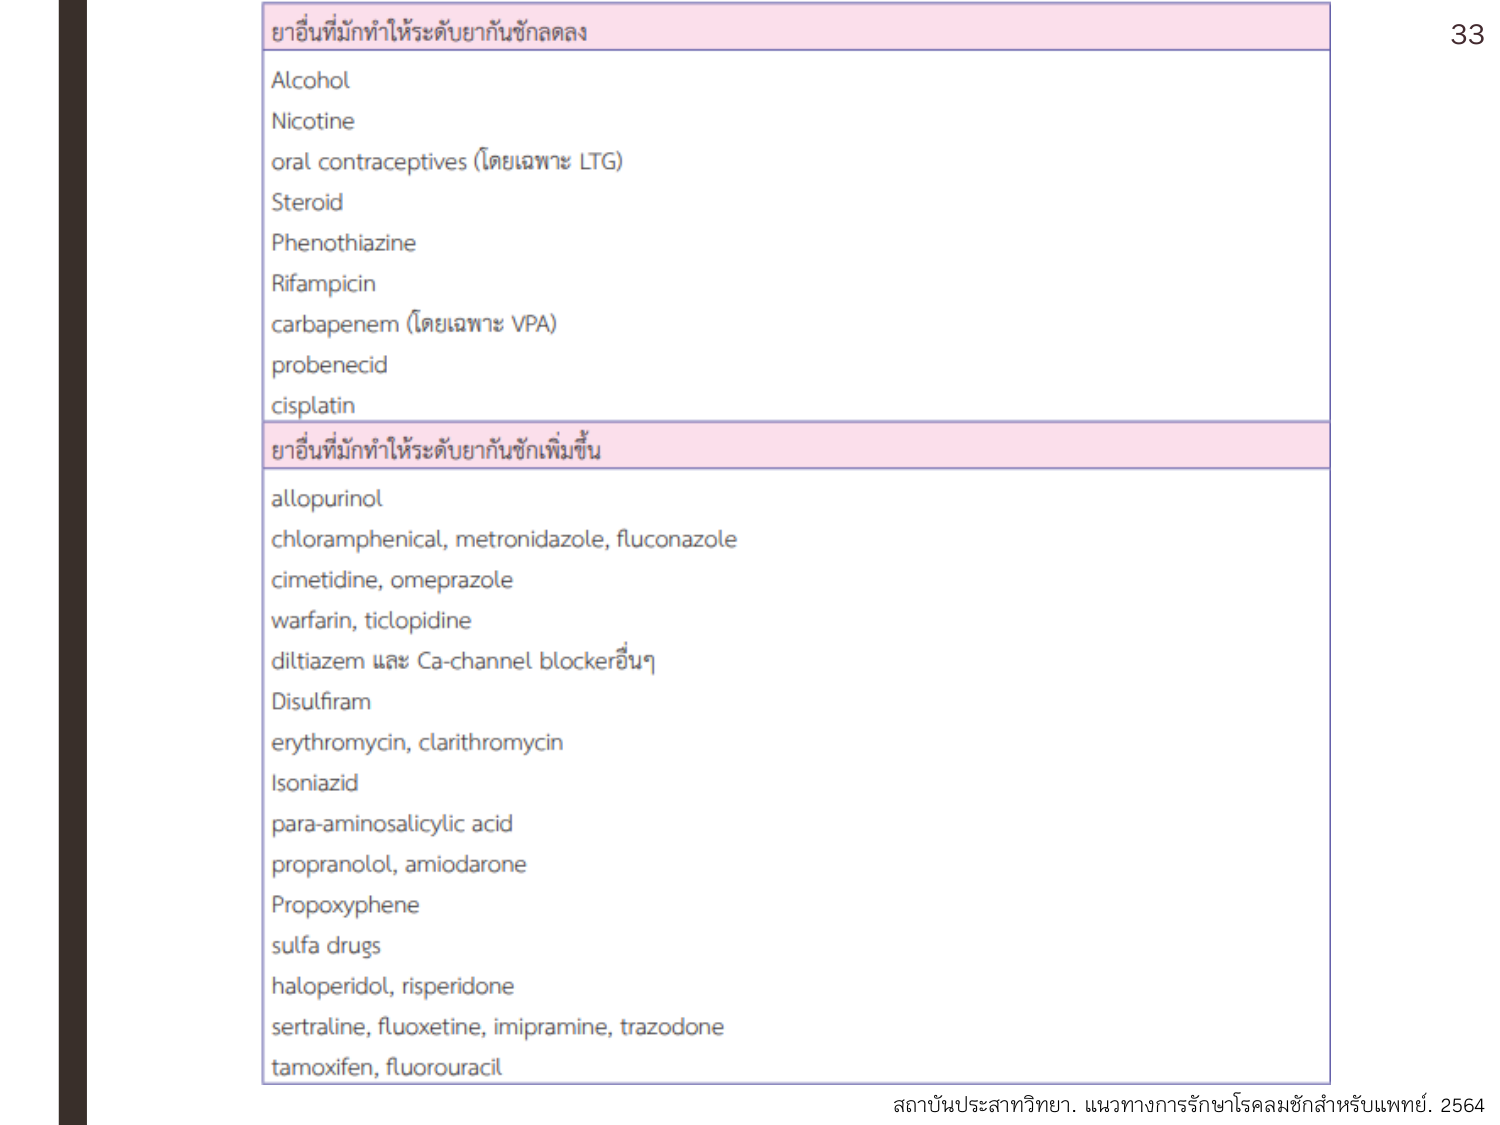 33
ยาอื่นที่มักทำให้ระดับยากันชักลดลง
Alcohol
Nicotine
oral contraceptives (โดยเฉพาะ LTG)
Steroid
Phenothiazine
Rifampicin
carbapenem (โดยเฉพาะ VPA)
probenecid
cisplatin
ยาอื่นที่มักทำให้ระดับยากันชักเพิ่มขึ้น
allopurinol
chloramphenical, metronidazole, fluconazole
cimetidine, omeprazole
warfarin, ticlopidine
diltiazem และ Ca-channel blockerอื่นๆ
Disulfiram
erythromycin, clarithromycin
Isoniazid
para-aminosalicylic acid
propranolol, amiodarone
Propoxyphene
sulfa drugs
haloperidol, risperidone
sertraline, fluoxetine, imipramine, trazodone
tamoxifen, fluorouracil
สถาบันประสาทวิทยา. แนวทางการรักษาโรคลมชักสำหรับแพทย์. 2564